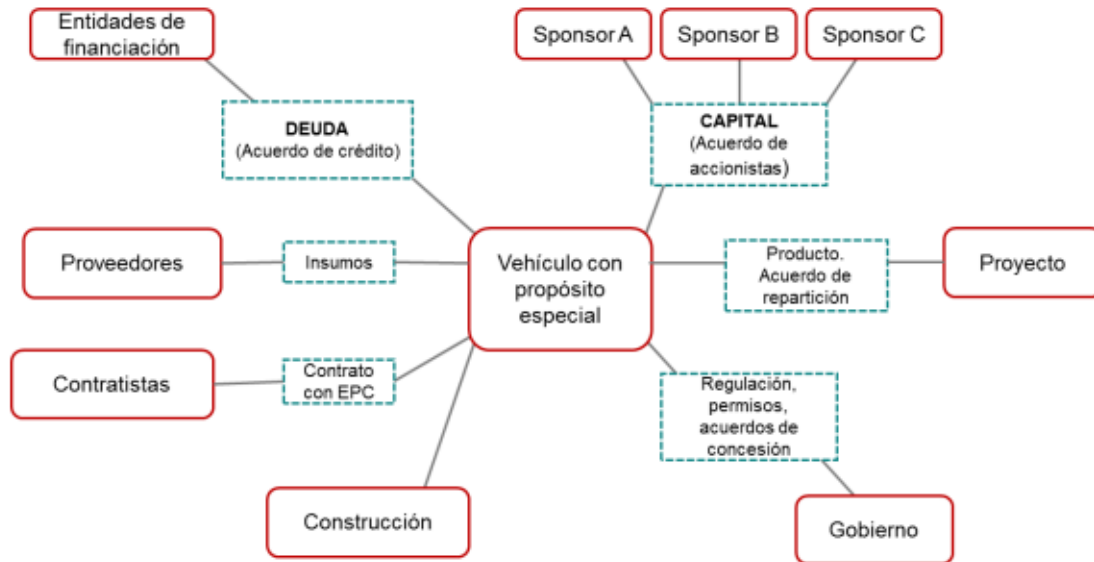 Entidades de
financiación
Sponsor A
Sponsor B
Sponsor C
DEUDA
(Acuerdo de crédito)
CAPITAL
(Acuerdo de
accionistas)
Proveedores
Insumos
Vehículo con
propósito
especial
Producto.
Acuerdo de
repartición
Proyecto
Contratistas
Contrato
con EPC
Regulación,
permisos,
acuerdos de
concesión
Construcción
Gobierno